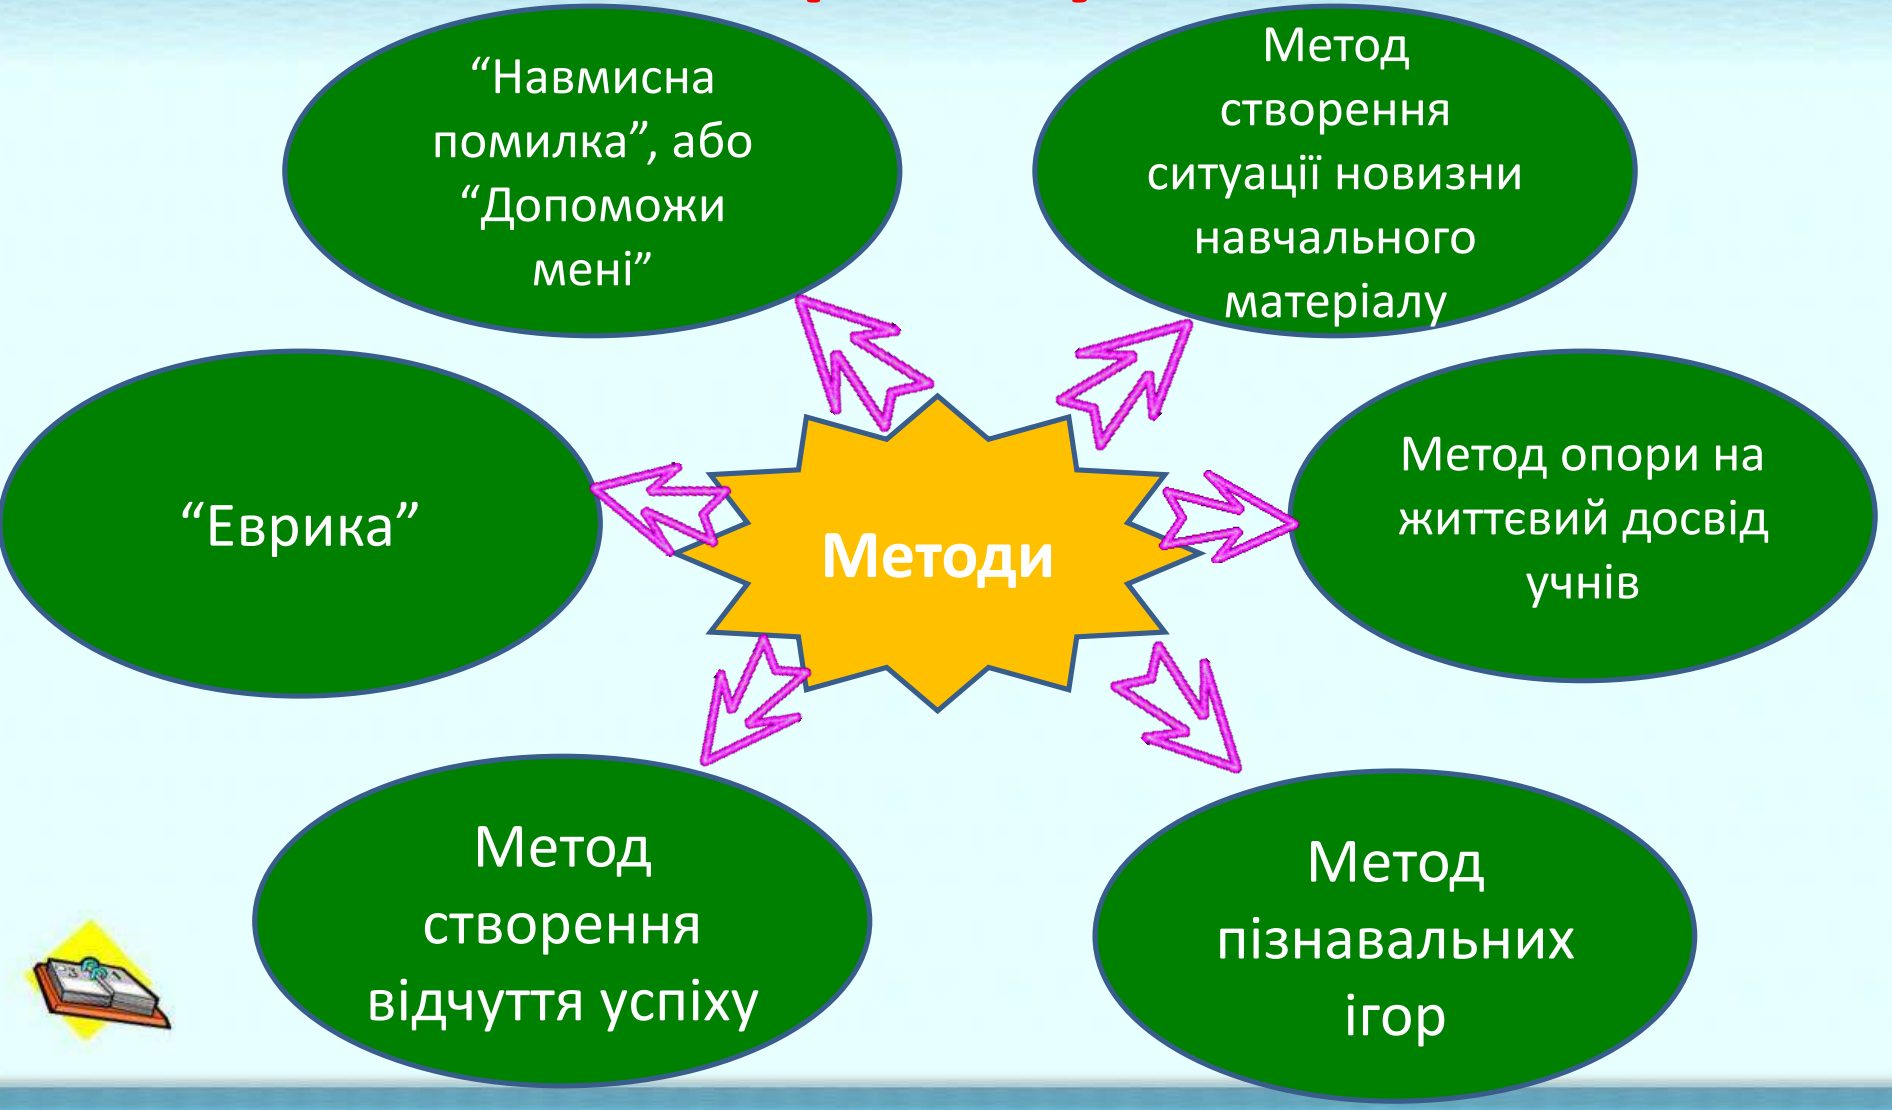 “Навмисна
помилка”, або
“Допоможи
мені”
Метод
створення
ситуації новизни
навчального
матеріалу
“Еврика”
Методи
Метод опори на
життєвий досвід
учнів
Метод
створення
відчуття успіху
Метод
пізнавальних
ігор